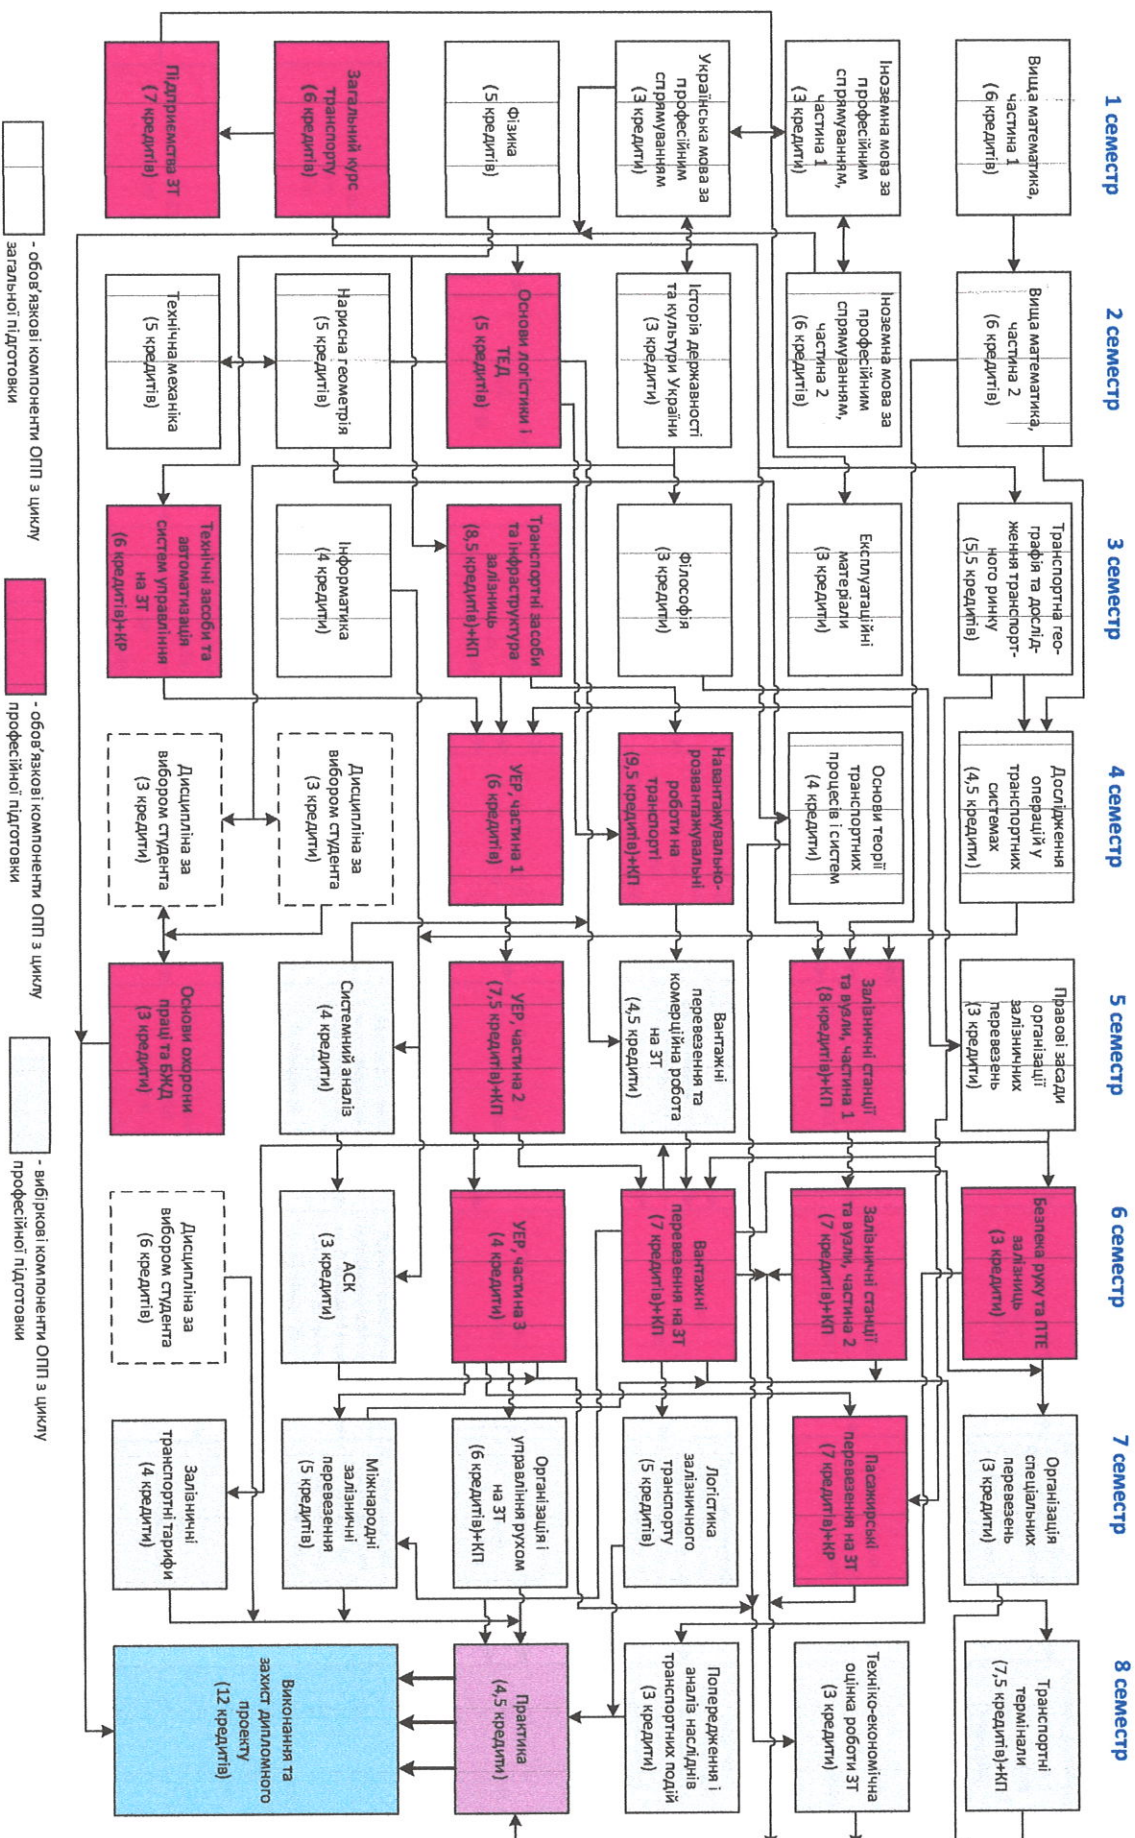 1 семестр
Вища математика,
частина 1
(6 кредитів)
Іноземна мова за
професійним
спрямуванням,
частина 1
(3 кредити)
Українська мова за
професійним
спрямуванням
(3 кредити)
Фізика
(5 кредитів)
Загальний курс
транспорту
(6 кредитів)
Підприємства ЗТ
(7 кредитів)
2 семестр
Вища математика,
частина 2
(6 кредитів)
Іноземна мова за
професійним
спрямуванням,
частина 2
(6 кредитів)
Історія державності
та культури України
(3 кредити)
Основи логістики і
ТЕД
(5 кредитів)
Нарисна геометрія
(5 кредитів)
Технічна механіка
(5 кредитів)
3 семестр
Транспортна гео-
графія та дослід-
ження транспорт-
ного ринку
(5,5 кредитів)
Експлуатаційні
матеріали
(3 кредити)
Філософія
(3 кредити)
Транспортні засоби
та інфраструктура
залізниць
(8,5 кредитів)+КП
Інформатика
(4 кредити)
Технічні засоби та
автоматизація
систем управління
на ЗТ
(6 кредитів)+КР
4 семестр
Дослідження
операцій у
транспортних
системах
(4,5 кредити)
Основи теорії
транспортних
процесів і систем
(4 кредити)
Навантажувально-
розвантажувальні
роботи на
транспорті
(9,5 кредитів)+КП
УЕР, частина 1
(6 кредитів)
Дисципліна за
вибором студента
(3 кредити)
Дисципліна за
вибором студента
(3 кредити)
5 семестр
Правові засади
організації
залізничних
перевезень
(3 кредити)
Залізничні станції
та вузли, частина 1
(8 кредитів)+КП
Вантажні
перевезення та
комерційна робота
на ЗТ
(4,5 кредити)
УЕР, частина 2
(7,5 кредитів)+КП
Системний аналіз
(4 кредити)
Основи охорони
праці та БЖД
(3 кредити)
6 семестр
Безпека руху та ПТЕ
залізниць
(3 кредити)
Залізничні станції
та вузли, частина 2
(7 кредитів)+КП
Вантажні
перевезення на ЗТ
(7 кредитів)+КП
УЕР, частина 3
(4 кредити)
АСК
(3 кредити)
Дисципліна за
вибором студента
(6 кредитів)
7 семестр
Організація
спеціальних
перевезень
(3 кредити)
Пасажирські
перевезення на ЗТ
(7 кредитів)+КР
Логістика
залізничного
транспорту
(5 кредитів)
Організація і
управління рухом
на ЗТ
(6 кредитів)+КП
Міжнародні
залізничні
перевезення
(5 кредитів)
Залізничні
транспортні тарифи
(4 кредити)
8 семестр
Транспортні
термінали
(7,5 кредитів)+КП
Техніко-економічна
оцінка роботи ЗТ
(3 кредити)
Попередження і
аналіз наслідків
транспортних подій
(3 кредити)
Практика
(4,5 кредити)
Виконання та
захист дипломного
проекту
(12 кредитів)
- обов'язкові компоненти ОПП з циклу
загальної підготовки
- обов'язкові компоненти ОПП з циклу
професійної підготовки
- вибіркові компоненти ОПП з циклу
професійної підготовки